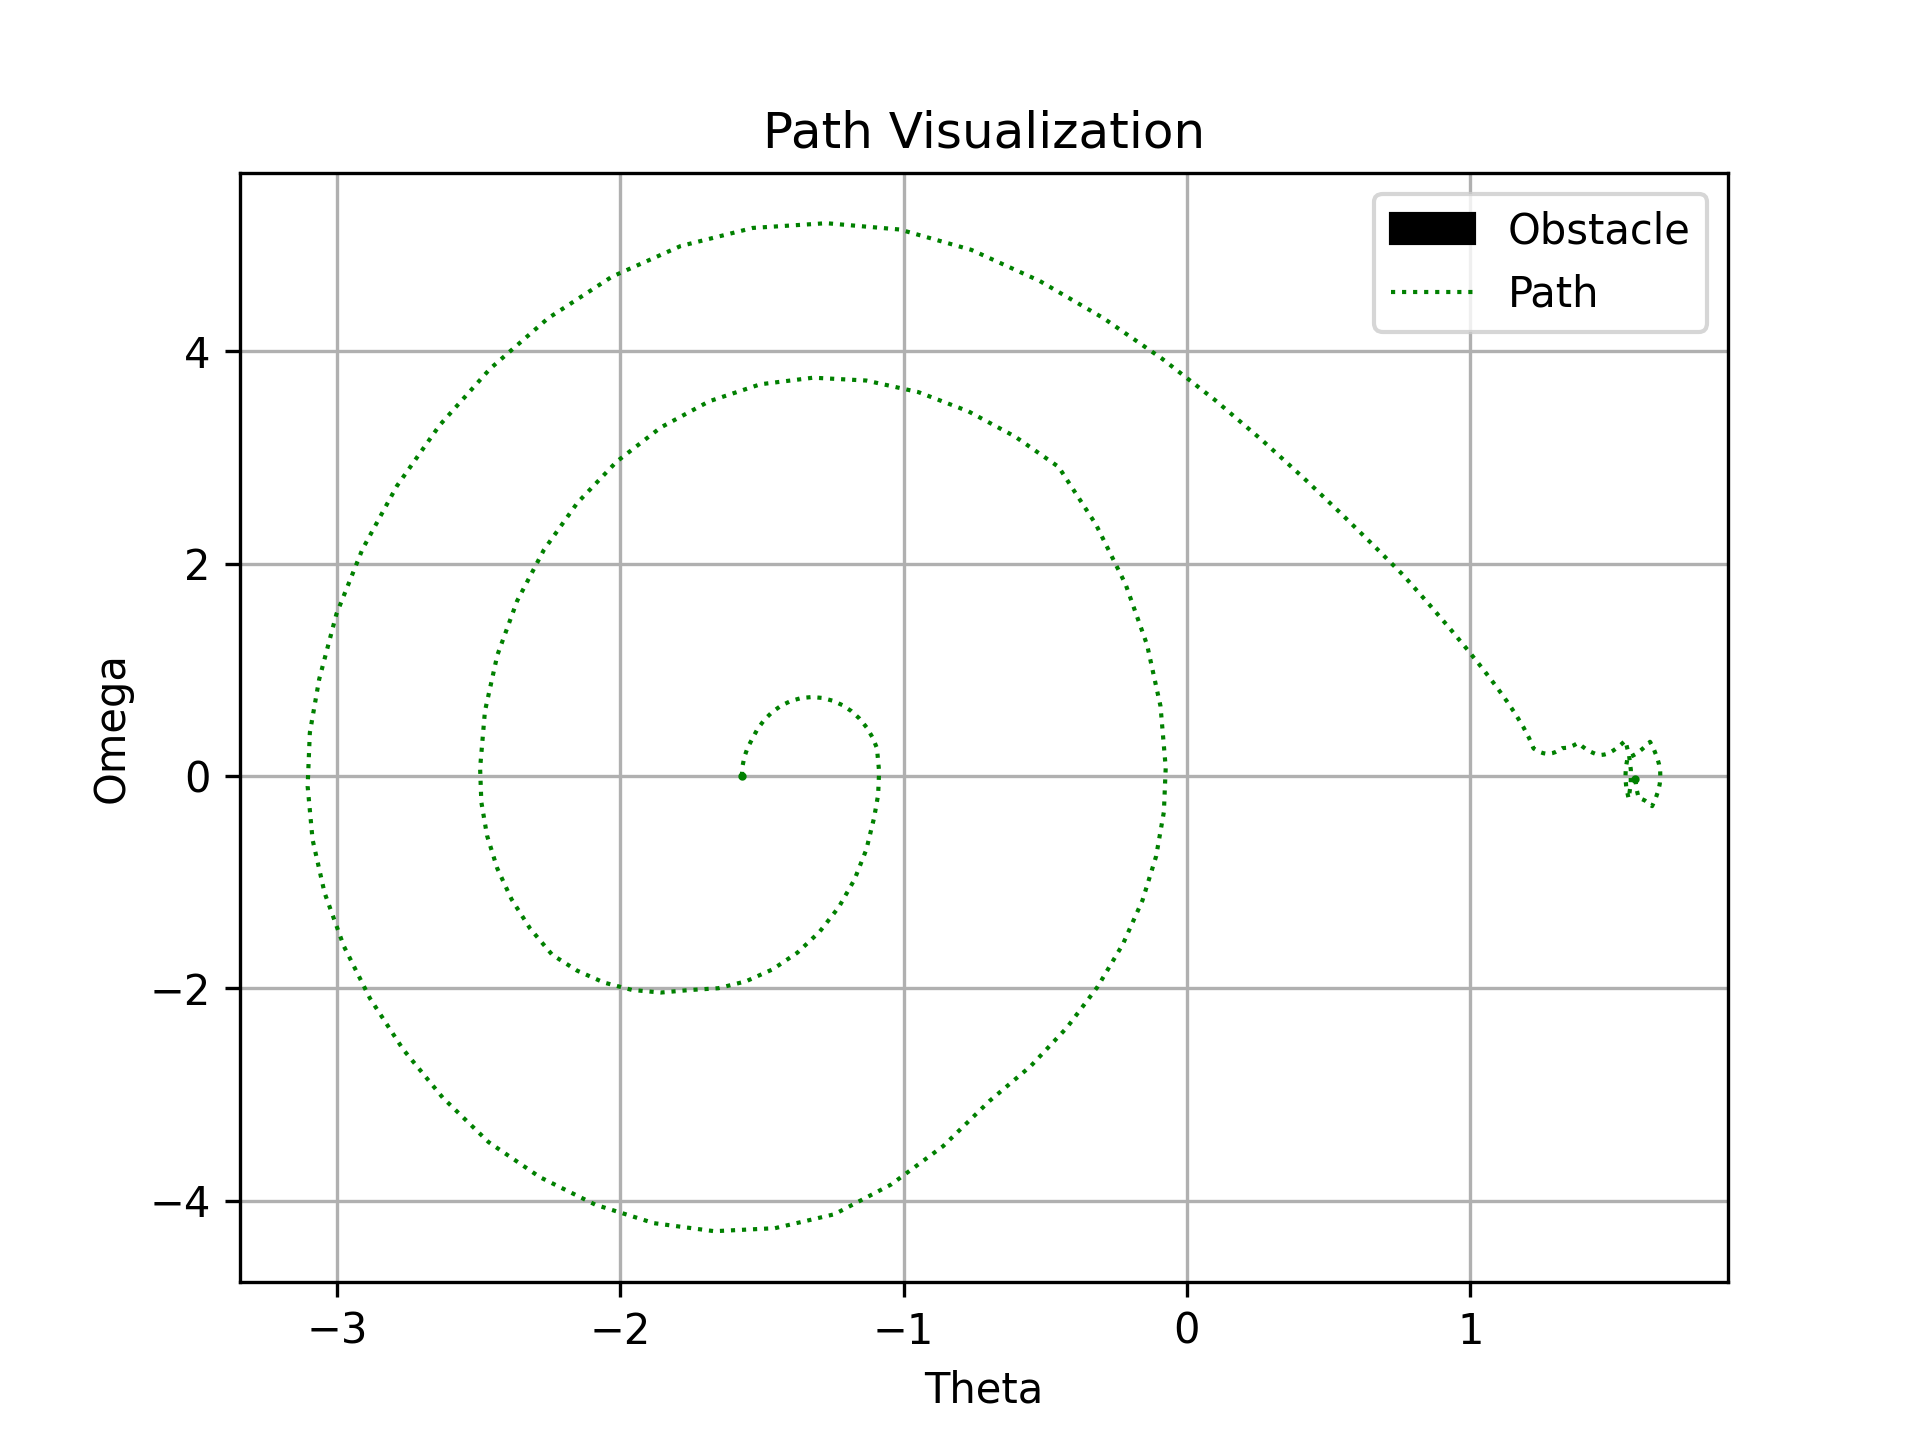 Path Visualization
Obstacle
Path
Omega
4
2
0
−2
−4
−3
−2
−1
0
1
Theta